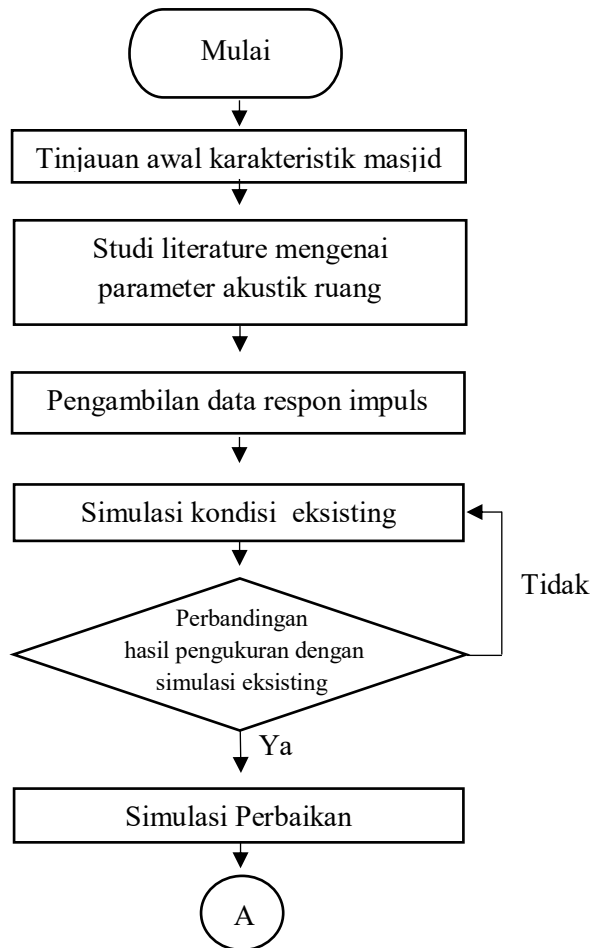 Mulai
Tinjauan awal karakteristik masjid
Studi literature mengenai
parameter akustik ruang
Pengambilan data respon impuls
Simulasi kondisi eksisting
Tidak
Perbandingan
hasil pengukuran dengan
simulasi eksisting
Ya
Simulasi Perbaikan
A